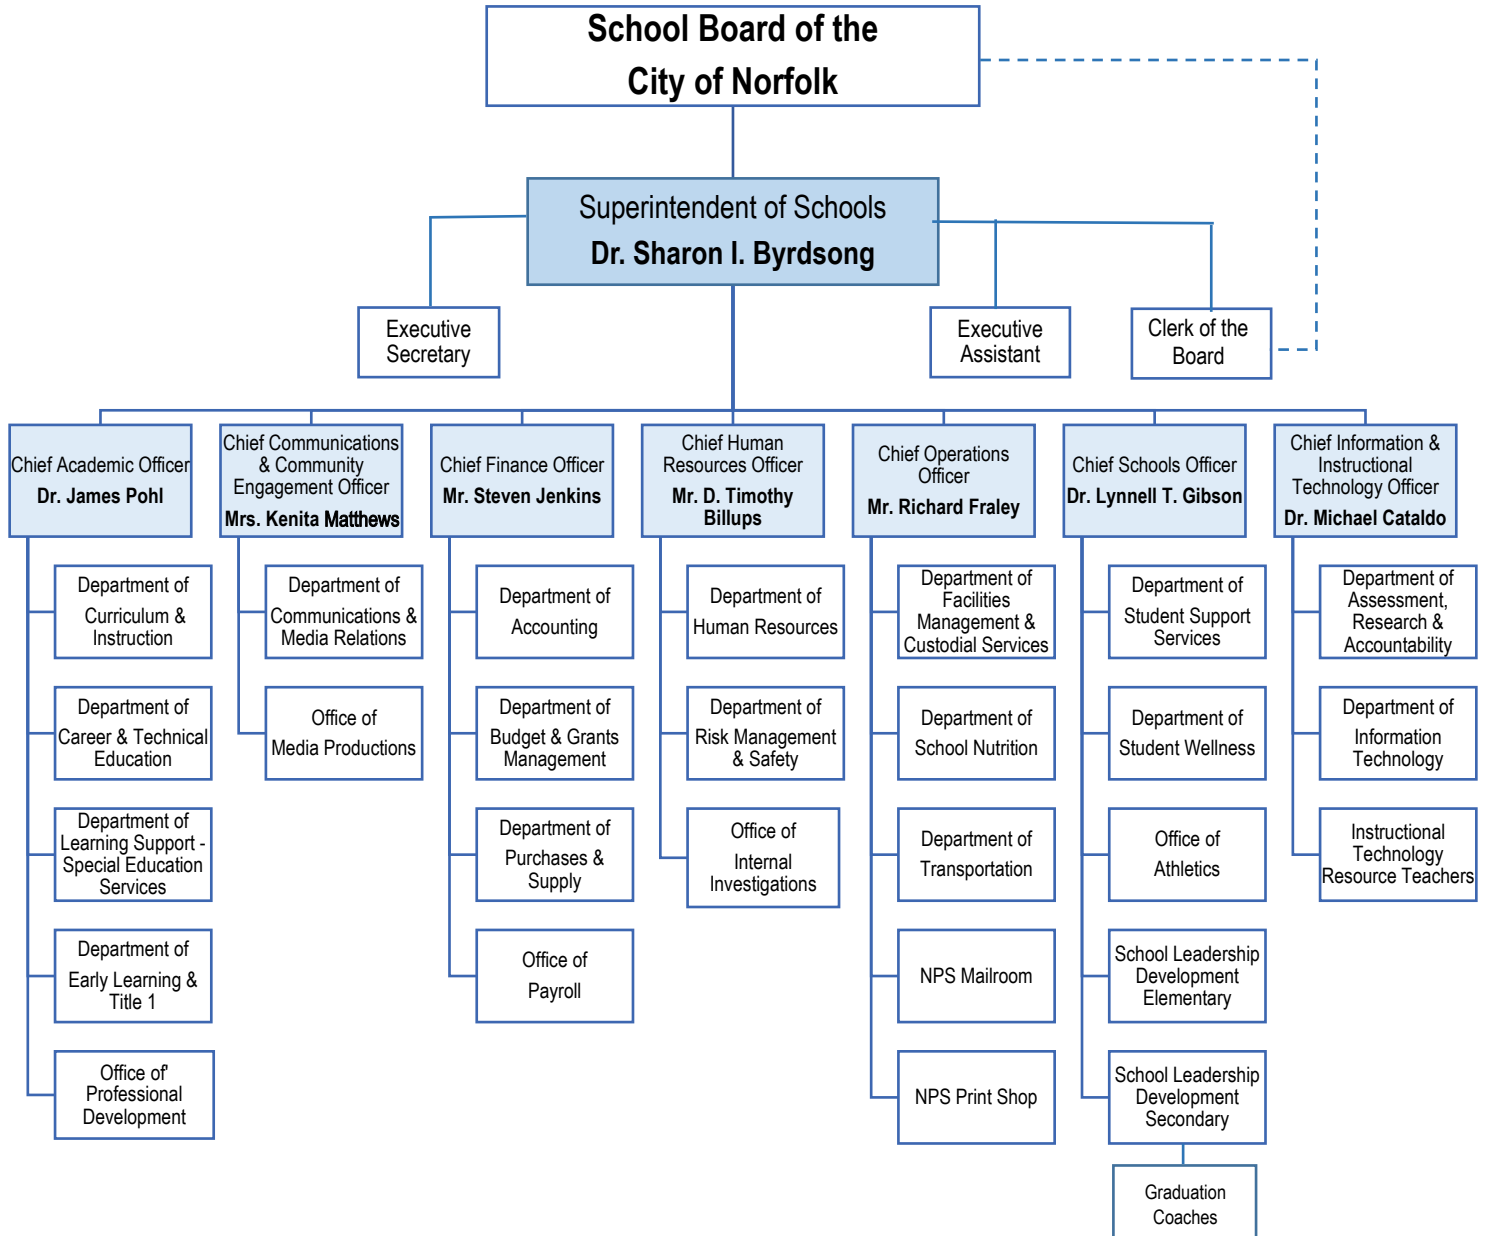 School Board of the
City of Norfolk
Superintendent of Schools
Dr. Sharon I. Byrdsong
Executive
Secretary
Executive
Assistant
Clerk of the
Board
Chief Academic Officer
Dr. James Pohl
Chief Communications
& Community
Engagement Officer
Mrs. Kenita Matthews
Chief Finance Officer
Mr. Steven Jenkins
Chief Human
Resources Officer
Mr. D. Timothy
Billups
Chief Operations
Officer
Mr. Richard Fraley
Chief Schools Officer
Dr. Lynnell T. Gibson
Chief Information &
Instructional
Technology Officer
Dr. Michael Cataldo
Department of
Curriculum &
Instruction
Department of
Career & Technical
Education
Department of
Learning Support -
Special Education
Services
Department of
Early Learning &
Title 1
Office of'
Professional
Development
Department of
Communications &
Media Relations
Office of
Media Productions
Department of
Accounting
Department of
Budget & Grants
Management
Department of
Purchases &
Supply
Office of
Payroll
Department of
Human Resources
Department of
Risk Management
& Safety
Office of
Internal
Investigations
Department of
Facilities
Management &
Custodial Services
Department of
School Nutrition
Department of
Transportation
NPS Mailroom
NPS Print Shop
Department of
Student Support
Services
Department of
Student Wellness
Office of
Athletics
School Leadership
Development
Elementary
School Leadership
Development
Secondary
Graduation
Coaches
Department of
Assessment,
Research &
Accountability
Department of
Information
Technology
Instructional
Technology
Resource Teachers